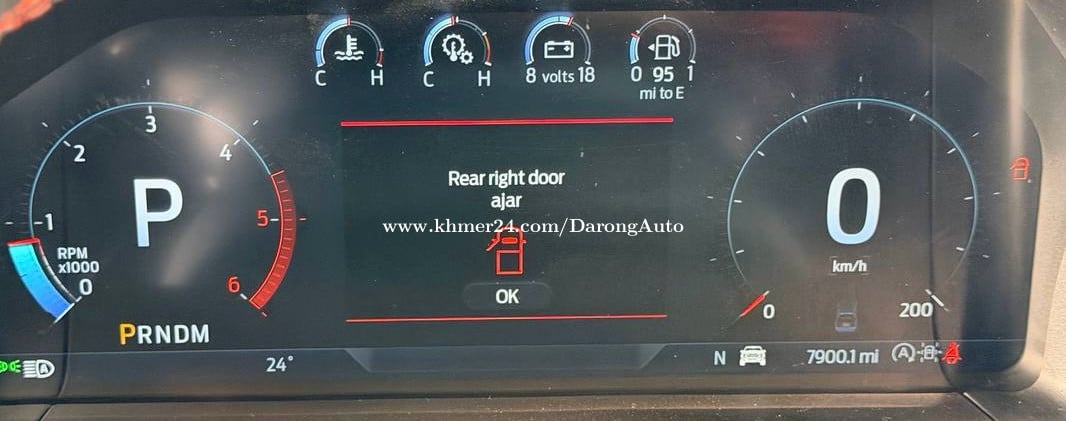 C H
C H
8 volts 18
0 95 1
mi to E
3
2
4
1
5
RPM
x1000
0
6
P
PRNDM
24°
Rear right door
ajar
www.khmer24.com/DarongAuto
OK
0
km/h
0
200
N
7900.1 mi
A
A